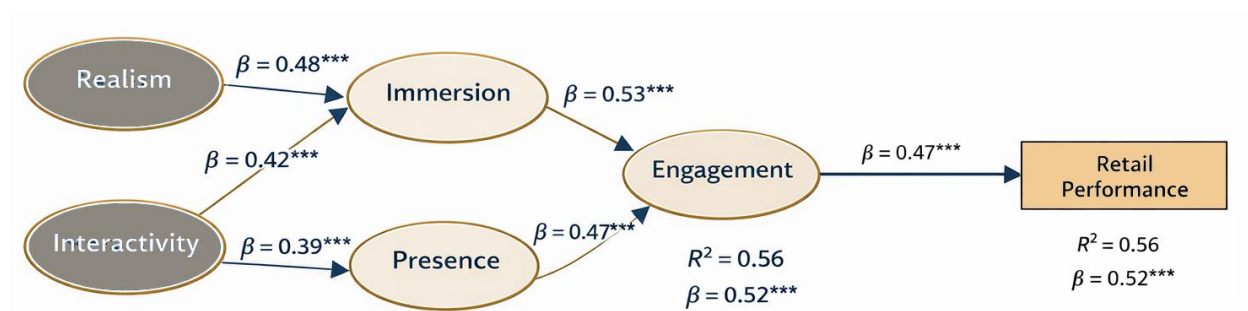 Realism
β = 0.48***
Immersion
β = 0.53***
β = 0.42***
Engagement
β = 0.47***
Retail
Performance
Interactivity
β = 0.39***
Presence
β = 0.47***
R² = 0.56
β = 0.52***
R² = 0.56
β = 0.52***